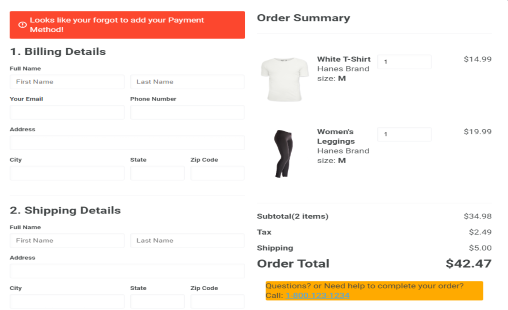 Looks like your forgot to add your Payment
Method!
1. Billing Details
Full Name
First Name
Last Name
Your Email
Phone Number
Address
City
State
Zip Code
2. Shipping Details
Full Name
First Name
Last Name
Address
City
State
Zip Code
Order Summary
White T-Shirt
1
$14.99
Hanes Brand
size: M
Women's
Leggings
1
$19.99
Hanes Brand
size: M
Subtotal(2 items)
$34.98
Tax
$2.49
Shipping
$5.00
Order Total
$42.47
Questions? or Need help to complete your order?
Call: 1-800-123-1234